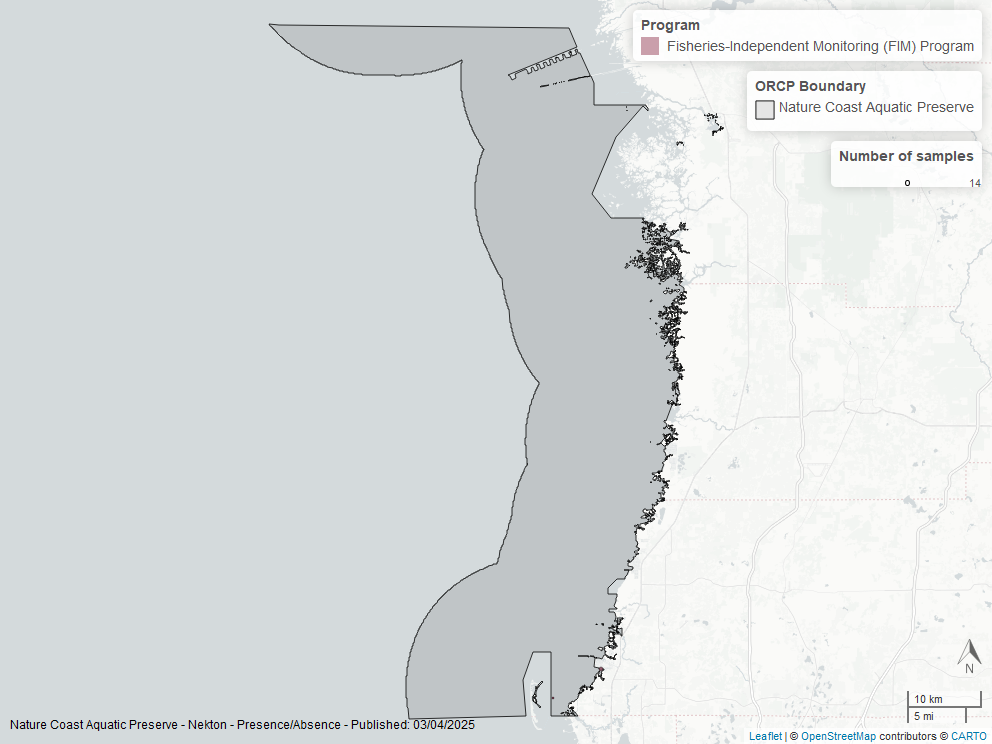 Program
Fisheries-Independent Monitoring (FIM) Program
ORCP Boundary
Nature Coast Aquatic Preserve
Number of samples
0 14
N
10 km
5 mi
Nature Coast Aquatic Preserve - Nekton - Presence/Absence - Published: 03/04/2025
Leaflet | © OpenStreetMap contributors © CARTO